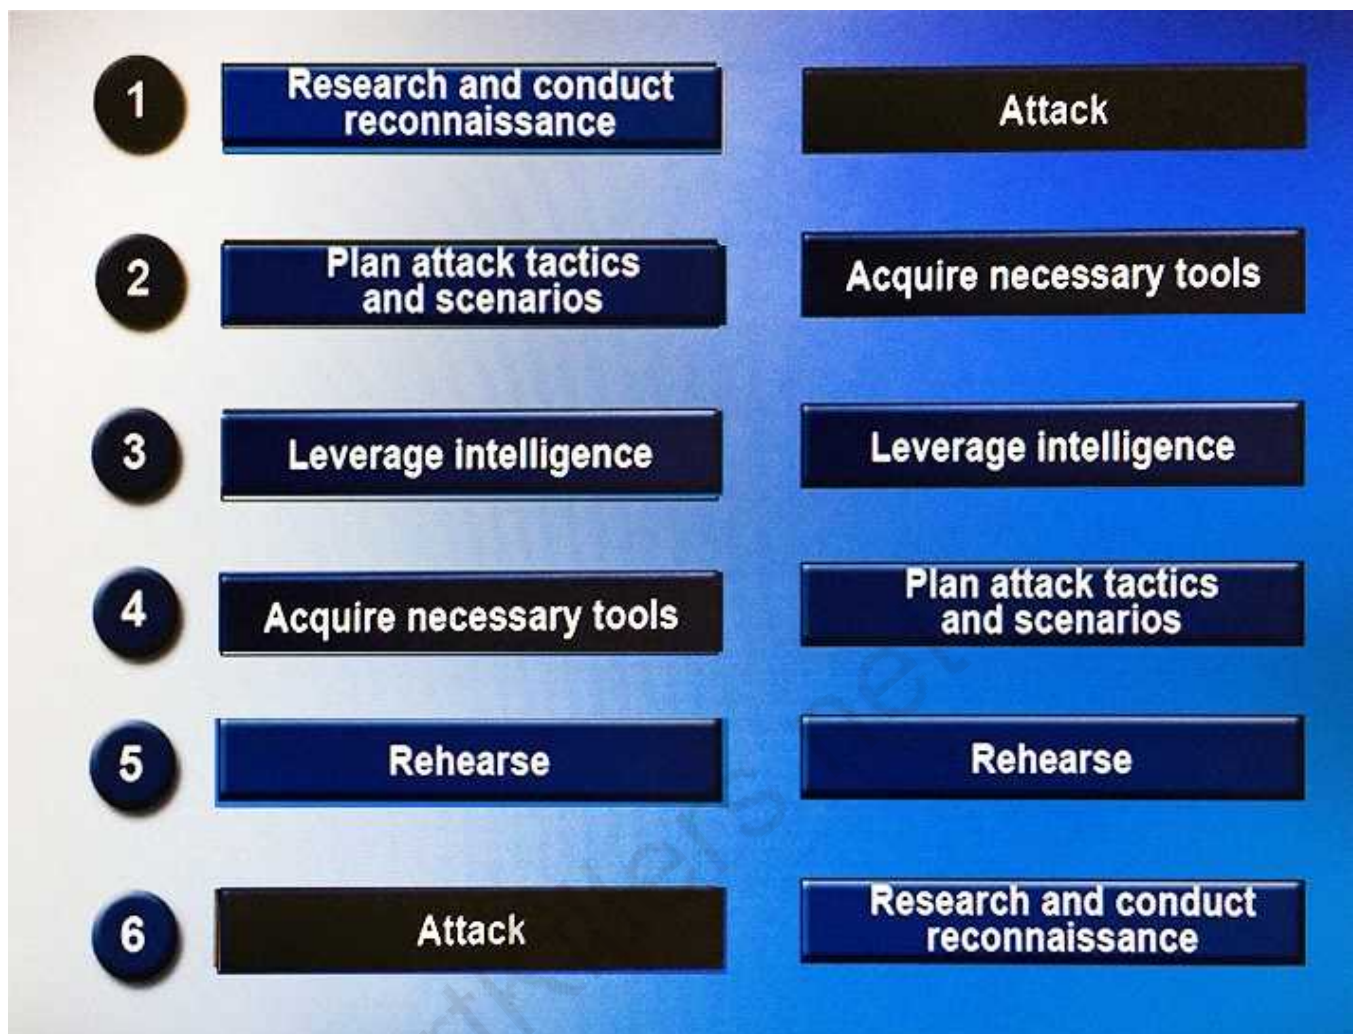 1
Research and conduct
reconnaissance
Attack
2
Plan attack tactics
and scenarios
Acquire necessary tools
3
Leverage intelligence
Leverage intelligence
4
Acquire necessary tools
Plan attack tactics
and scenarios
5
Rehearse
Rehearse
6
Attack
Research and conduct
reconnaissance